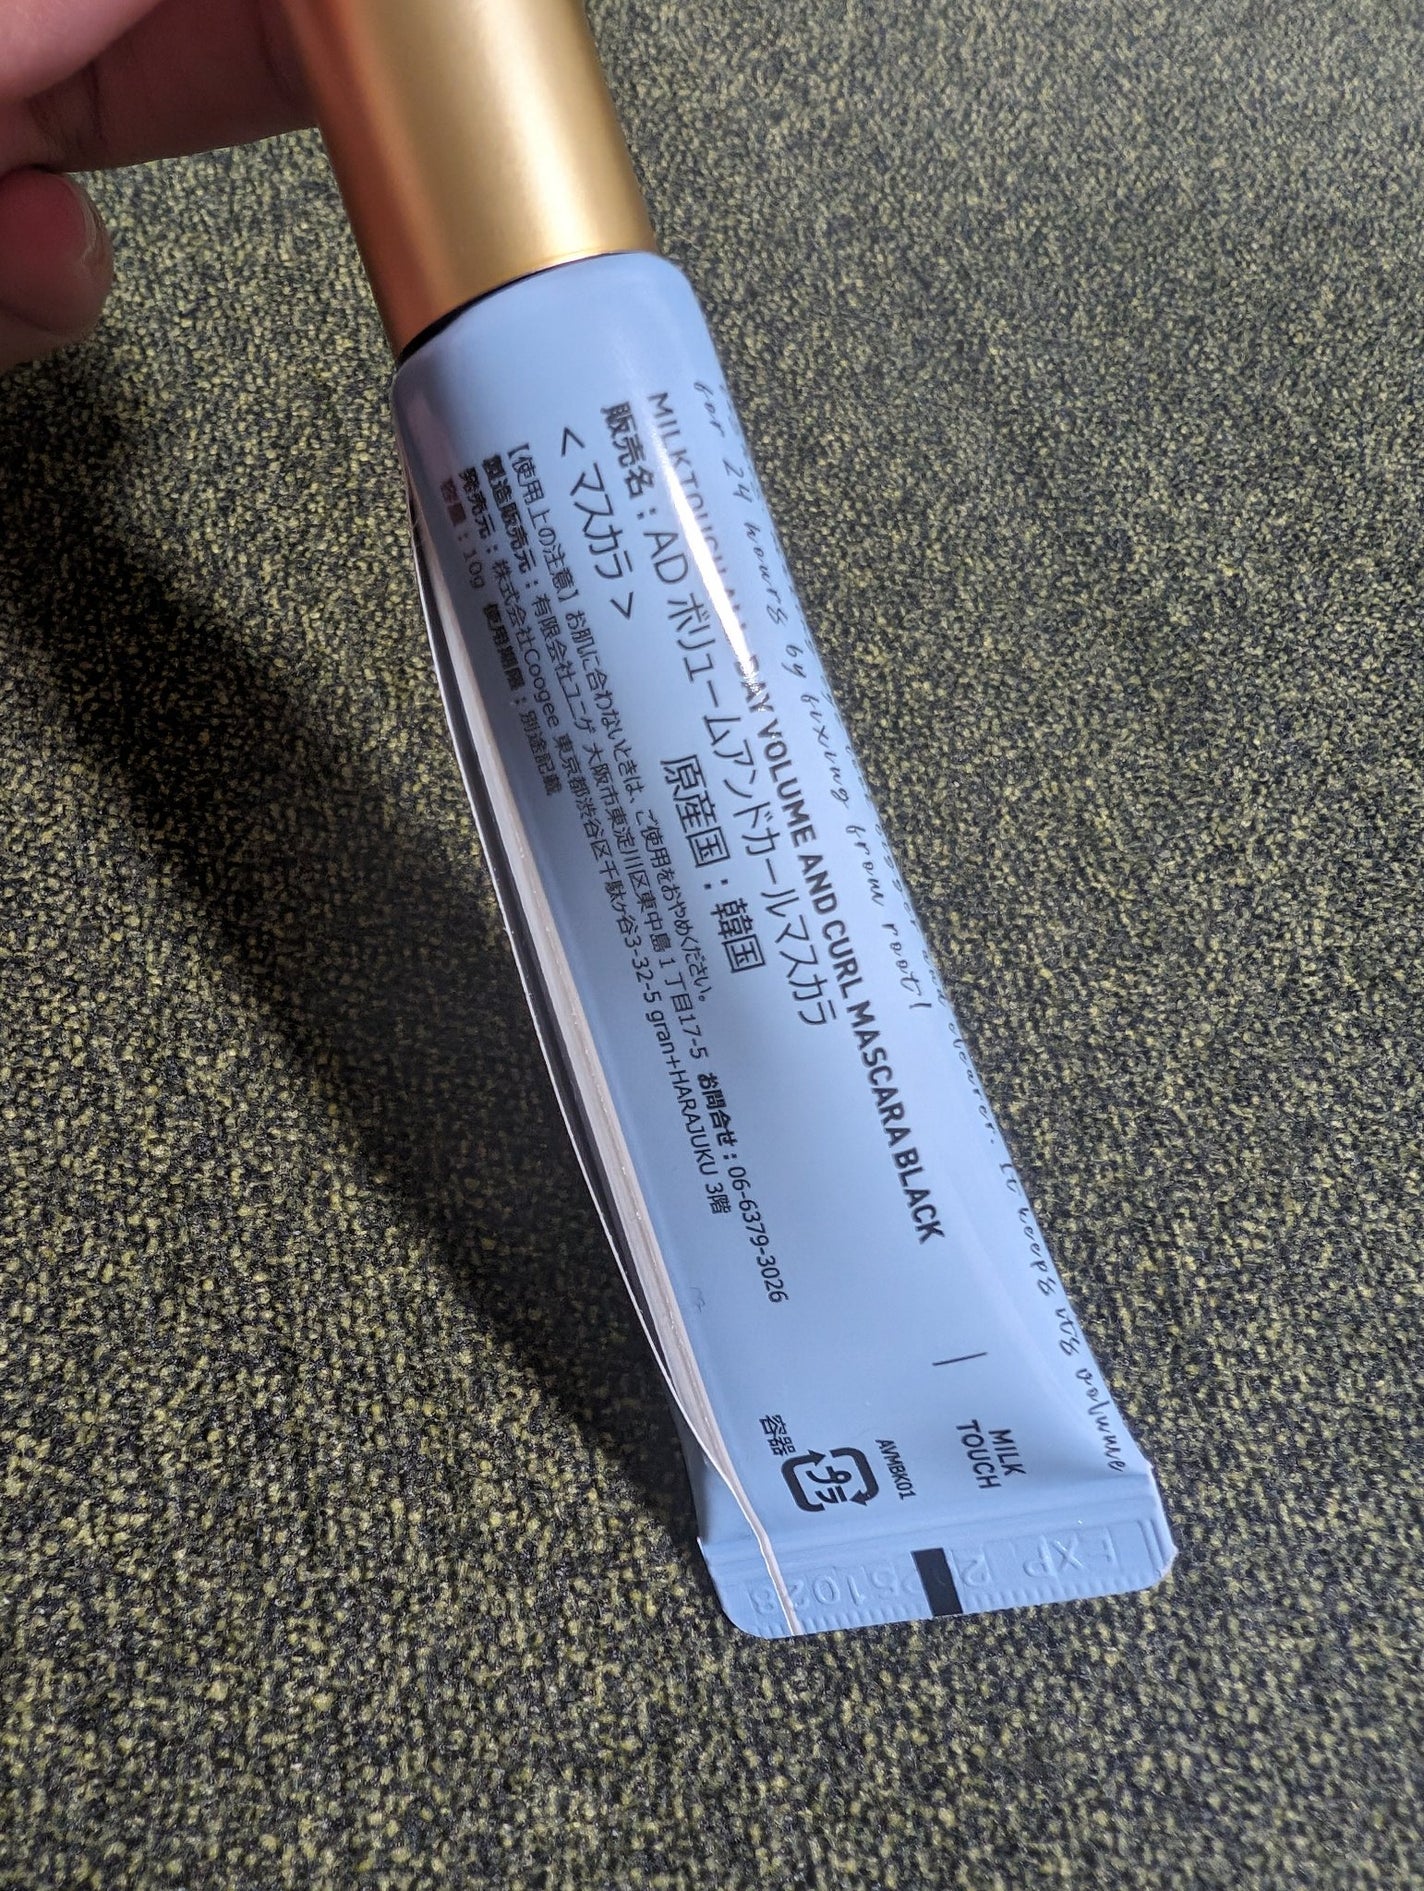 for 24 hours by fixing from root!
clearer. It keeps its volume
MILKTOUCH ALL DAY VOLUME AND CURL MASCARA BLACK
販売名：AD ボリュームアンドカールマスカラ
＜マスカラ＞
原産国：韓国
【使用上の注意】お肌に合わないときは、ご使用をおやめください。
製造販売元：有限会社ユニゲ 大阪市東淀川区東中島1丁目17-5 お問合せ：06-6379-3026
発売元：株式会社Coogee 東京都渋谷区千駄ヶ谷3-32-5 gran+HARAJUKU 3階
容量：10g 使用期限：別途記載
MILK
TOUCH
AVMBK01
プラ
容器
EXP 20251028